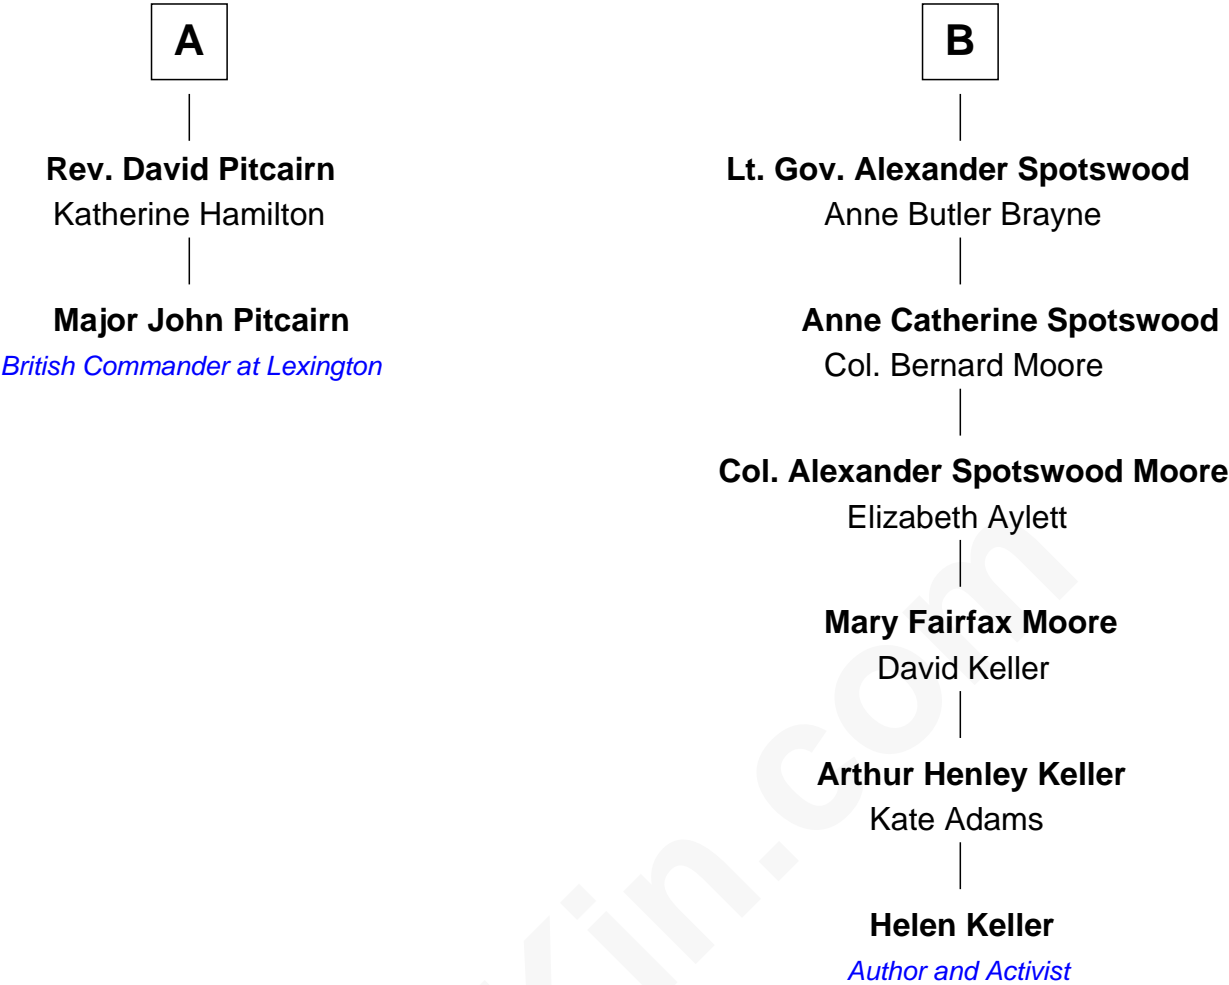 A
Rev. David Pitcairn
Katherine Hamilton
Major John Pitcairn
British Commander at Lexington
B
Lt. Gov. Alexander Spotswood
Anne Butler Brayne
Anne Catherine Spotswood
Col. Bernard Moore
Col. Alexander Spotswood Moore
Elizabeth Aylett
Mary Fairfax Moore
David Keller
Arthur Henley Keller
Kate Adams
Helen Keller
Author and Activist
Kin.com